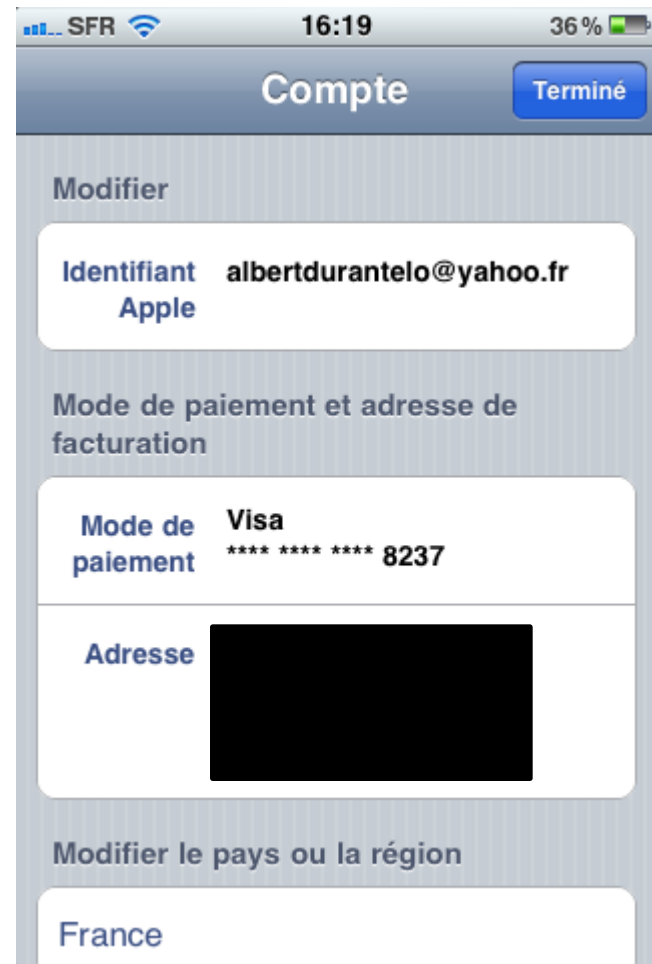 SFR 16:19 36 %
Compte Terminé
Modifier
Identifiant albertdurantelo@yahoo.fr
Apple
Mode de paiement et adresse de
facturation
Mode de Visa
paiement **** **** **** 8237
Adresse
Modifier le pays ou la région
France